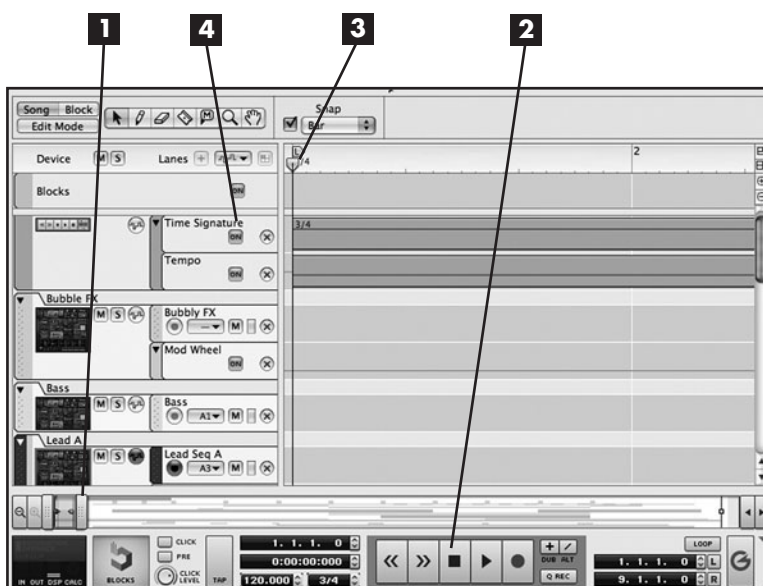 1 4 3 2
Song Block
Edit Mode
Snap
Bar
Device M S Lanes
L
3/4
2
Blocks ON
Time Signature
ON
3/4
Tempo
ON
Bubble FX
M S
Bubbly FX
— M
Mod Wheel
ON
Bass
M S
Bass
A1 M
Lead A
M S
Lead Seq A
A3 M
IN OUT DSP CALC
BLOCKS
CLICK
PRE
CLICK LEVEL
TAP
1. 1. 1. 0
0:00:00:000
120.000 3/4
DUB ALT
Q REC
LOOP
1. 1. 1. 0 L
9. 1. 1. 0 R